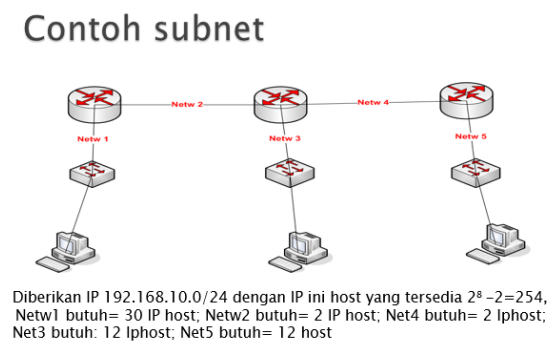 Contoh subnet
Netw 2
Netw 4
Netw 1
Netw 3
Netw 5
Diberikan IP 192.168.10.0/24 dengan IP ini host yang tersedia 2⁸ –2=254,
Netw1 butuh= 30 IP host; Netw2 butuh= 2 IP host; Net4 butuh= 2 Iphost;
Net3 butuh: 12 Iphost; Net5 butuh= 12 host